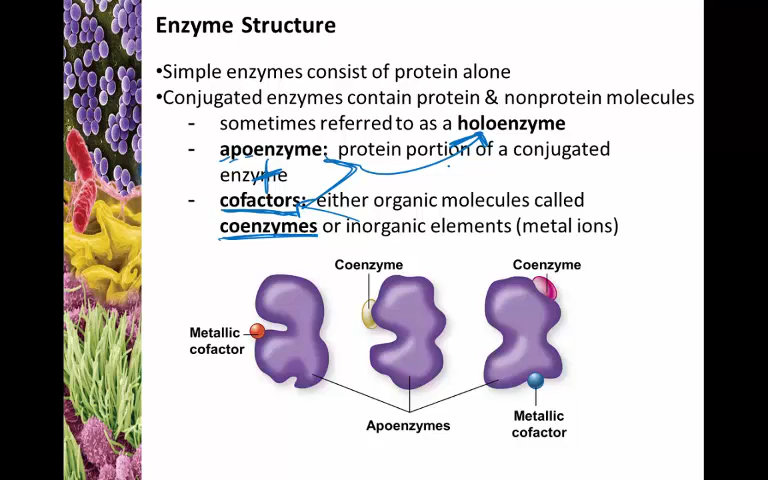 Enzyme Structure
•Simple enzymes consist of protein alone
•Conjugated enzymes contain protein & nonprotein molecules
- sometimes referred to as a holoenzyme
- apoenzyme: protein portion of a conjugated
enzyme
- cofactors: either organic molecules called
coenzymes or inorganic elements (metal ions)
Coenzyme
Coenzyme
Metallic
cofactor
Apoenzymes
Metallic
cofactor